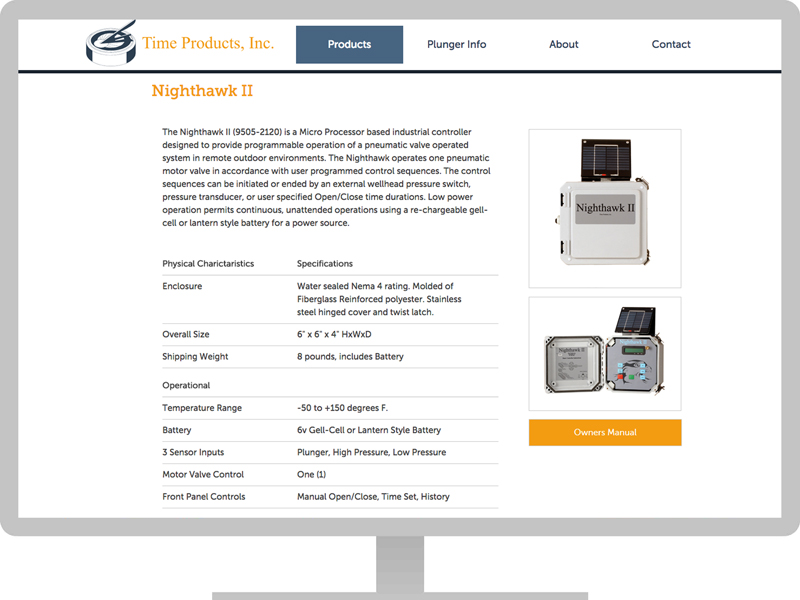 Time Products, Inc.
Products
Plunger Info
About
Contact
Nighthawk II
The Nighthawk II (9505-2120) is a Micro Processor based industrial controller
designed to provide programmable operation of a pneumatic valve operated
system in remote outdoor environments. The Nighthawk operates one pneumatic
motor valve in accordance with user programmed control sequences. The control
sequences can be initiated or ended by an external wellhead pressure switch,
pressure transducer, or user specified Open/Close time durations. Low power
operation permits continuous, unattended operations using a re-chargeable gell-
cell or lantern style battery for a power source.
Physical Charictaristics Specifications
Enclosure Water sealed Nema 4 rating. Molded of
Fiberglass Reinforced polyester. Stainless
steel hinged cover and twist latch.
Overall Size 6" x 6" x 4" HxWxD
Shipping Weight 8 pounds, includes Battery
Operational
Temperature Range -50 to +150 degrees F.
Battery 6v Gell-Cell or Lantern Style Battery
3 Sensor Inputs Plunger, High Pressure, Low Pressure
Motor Valve Control One (1)
Front Panel Controls Manual Open/Close, Time Set, History
Nighthawk II
Nighthawk II
Nighthawk II
Owners Manual